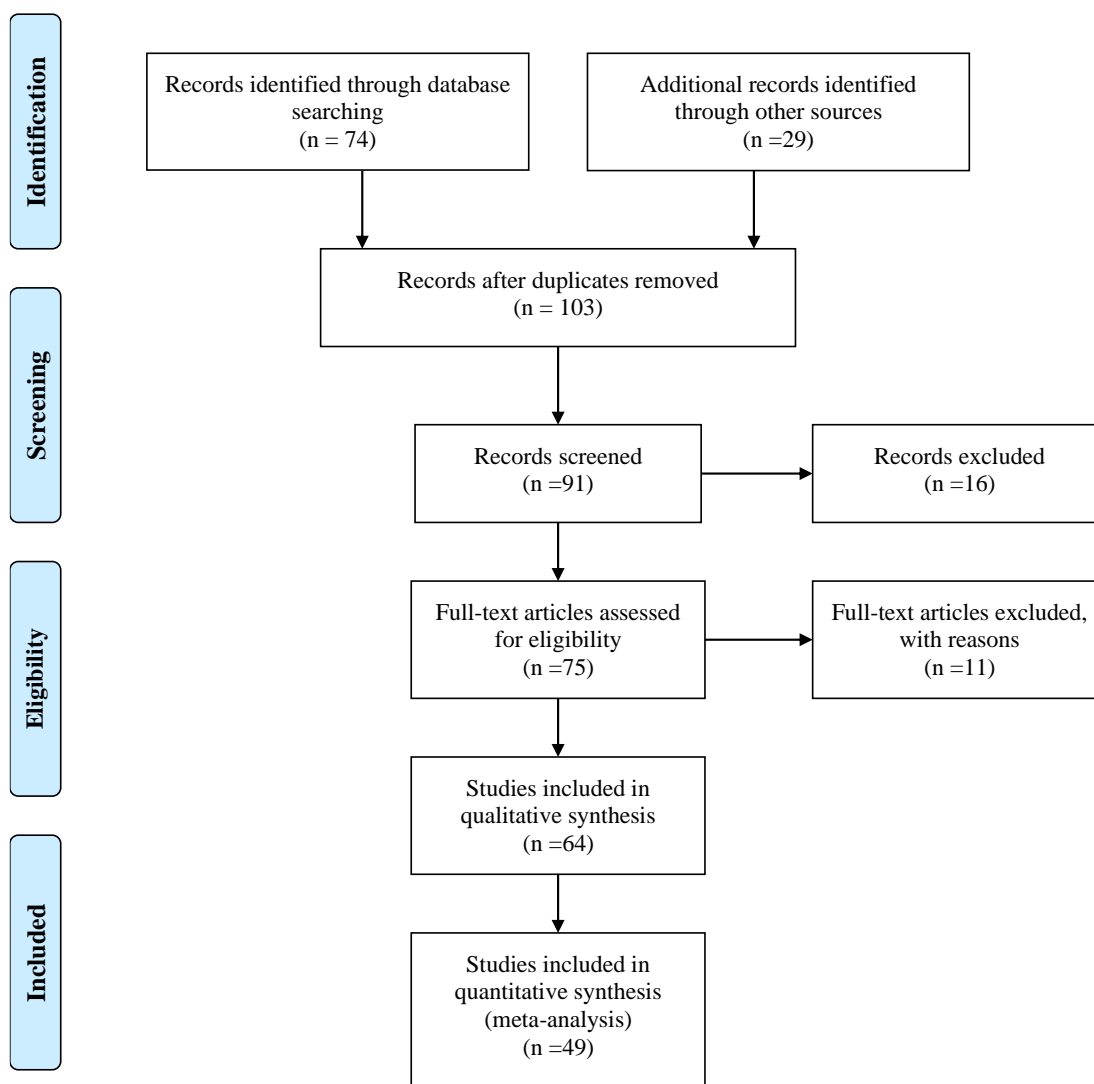 Identification
Records identified through database
searching
(n = 74)
Additional records identified
through other sources
(n =29)
Records after duplicates removed
(n = 103)
Screening
Records screened
(n =91)
Records excluded
(n =16)
Eligibility
Full-text articles assessed
for eligibility
(n =75)
Full-text articles excluded,
with reasons
(n =11)
Studies included in
qualitative synthesis
(n =64)
Included
Studies included in
quantitative synthesis
(meta-analysis)
(n =49)